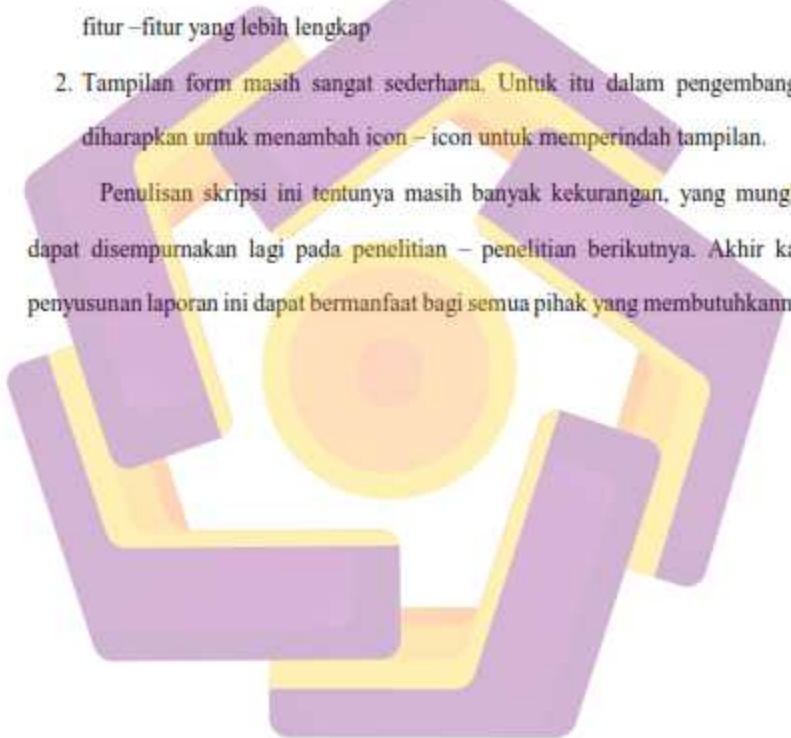 fitur –fitur yang lebih lengkap
2. Tampilan form masih sangat sederhana. Untuk itu dalam pengembang
diharapkan untuk menambah icon – icon untuk memperindah tampilan.
Penulisan skripsi ini tentunya masih banyak kekurangan, yang mung
dapat disempurnakan lagi pada penelitian – penelitian berikutnya. Akhir ka
penyusunan laporan ini dapat bermanfaat bagi semua pihak yang membutuhkann